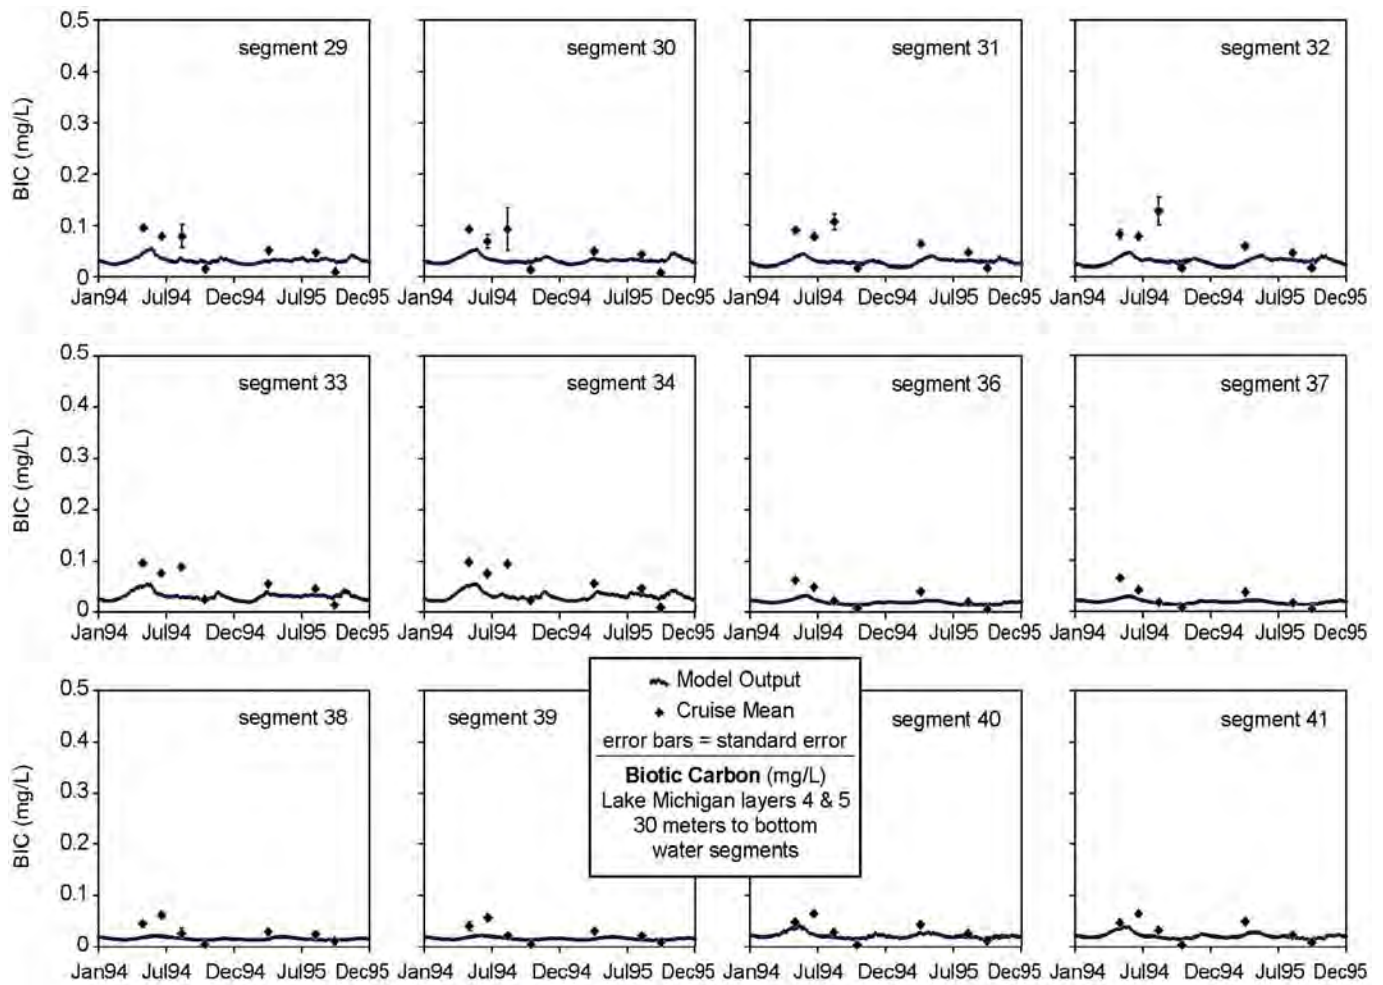 BIC (mg/L)
0.5
0.4
0.3
0.2
0.1
0
segment 29
Jan94 Jul94 Dec94 Jul95 Dec95
segment 30
Jan94 Jul94 Dec94 Jul95 Dec95
segment 31
Jan94 Jul94 Dec94 Jul95 Dec95
segment 32
Jan94 Jul94 Dec94 Jul95 Dec95
BIC (mg/L)
0.5
0.4
0.3
0.2
0.1
0
segment 33
Jan94 Jul94 Dec94 Jul95 Dec95
segment 34
Jan94 Jul94 Dec94 Jul95 Dec95
segment 36
Jan94 Jul94 Dec94 Jul95 Dec95
segment 37
Jan94 Jul94 Dec94 Jul95 Dec95
BIC (mg/L)
0.5
0.4
0.3
0.2
0.1
0
segment 38
Jan94 Jul94 Dec94 Jul95 Dec95
segment 39
Jan94 Jul94 Dec94 Jul95 Dec95
Model Output
Cruise Mean
error bars = standard error
Biotic Carbon (mg/L)
Lake Michigan layers 4 & 5
30 meters to bottom
water segments
segment 40
Jan94 Jul94 Dec94 Jul95 Dec95
segment 41
Jan94 Jul94 Dec94 Jul95 Dec95